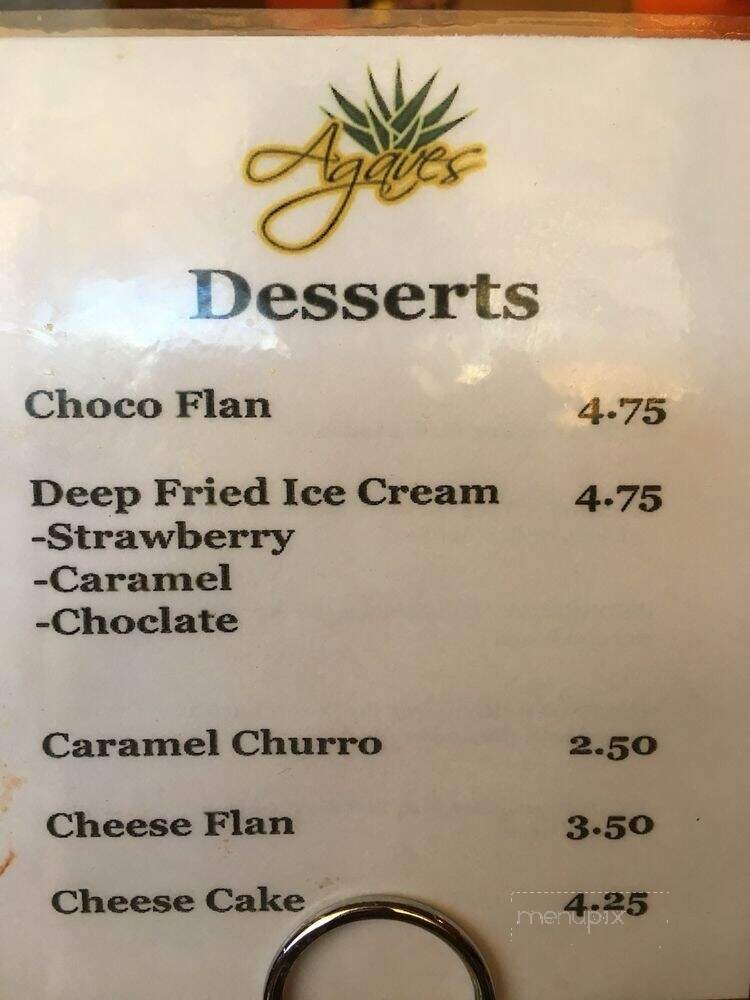 Agaves
Desserts
Choco Flan 4.75
Deep Fried Ice Cream 4.75
-Strawberry
-Caramel
-Choclate
Caramel Churro 2.50
Cheese Flan 3.50
Cheese Cake 4.25
menupix